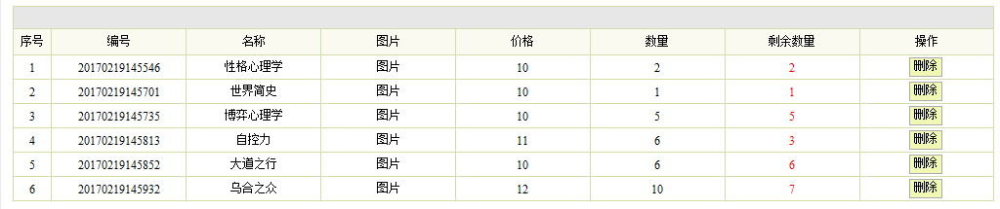 序号 编号 名称 图片 价格 数量 剩余数量 操作
1 20170219145546 性格心理学 图片 10 2 2 删除
2 20170219145701 世界简史 图片 10 1 1 删除
3 20170219145735 博弈心理学 图片 10 5 5 删除
4 20170219145813 自控力 图片 11 6 3 删除
5 20170219145852 大道之行 图片 10 6 6 删除
6 20170219145932 乌合之众 图片 12 10 7 删除